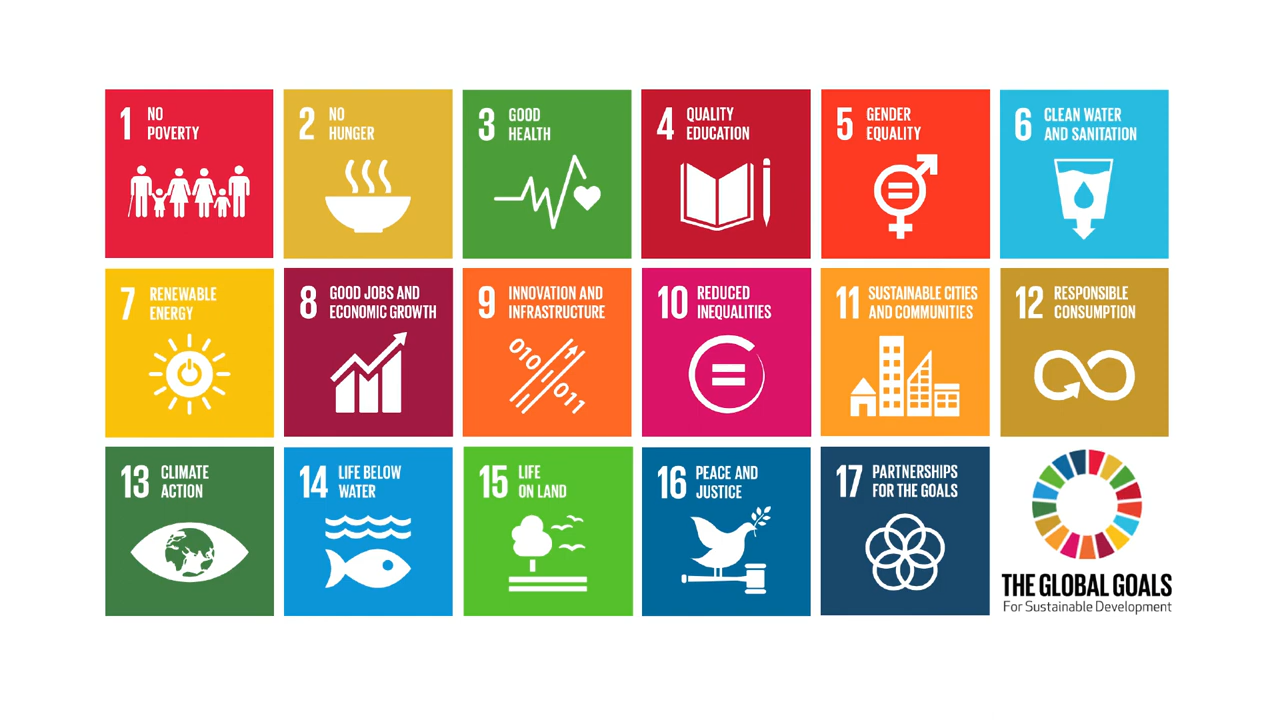 1 NO
POVERTY
2 NO
HUNGER
3 GOOD
HEALTH
4 QUALITY
EDUCATION
5 GENDER
EQUALITY
6 CLEAN WATER
AND SANITATION
7 RENEWABLE
ENERGY
8 GOOD JOBS AND
ECONOMIC GROWTH
9 INNOVATION AND
INFRASTRUCTURE
010
011
10 REDUCED
INEQUALITIES
11 SUSTAINABLE CITIES
AND COMMUNITIES
12 RESPONSIBLE
CONSUMPTION
13 CLIMATE
ACTION
14 LIFE BELOW
WATER
15 LIFE
ON LAND
16 PEACE AND
JUSTICE
17 PARTNERSHIPS
FOR THE GOALS
THE GLOBAL GOALS
For Sustainable Development